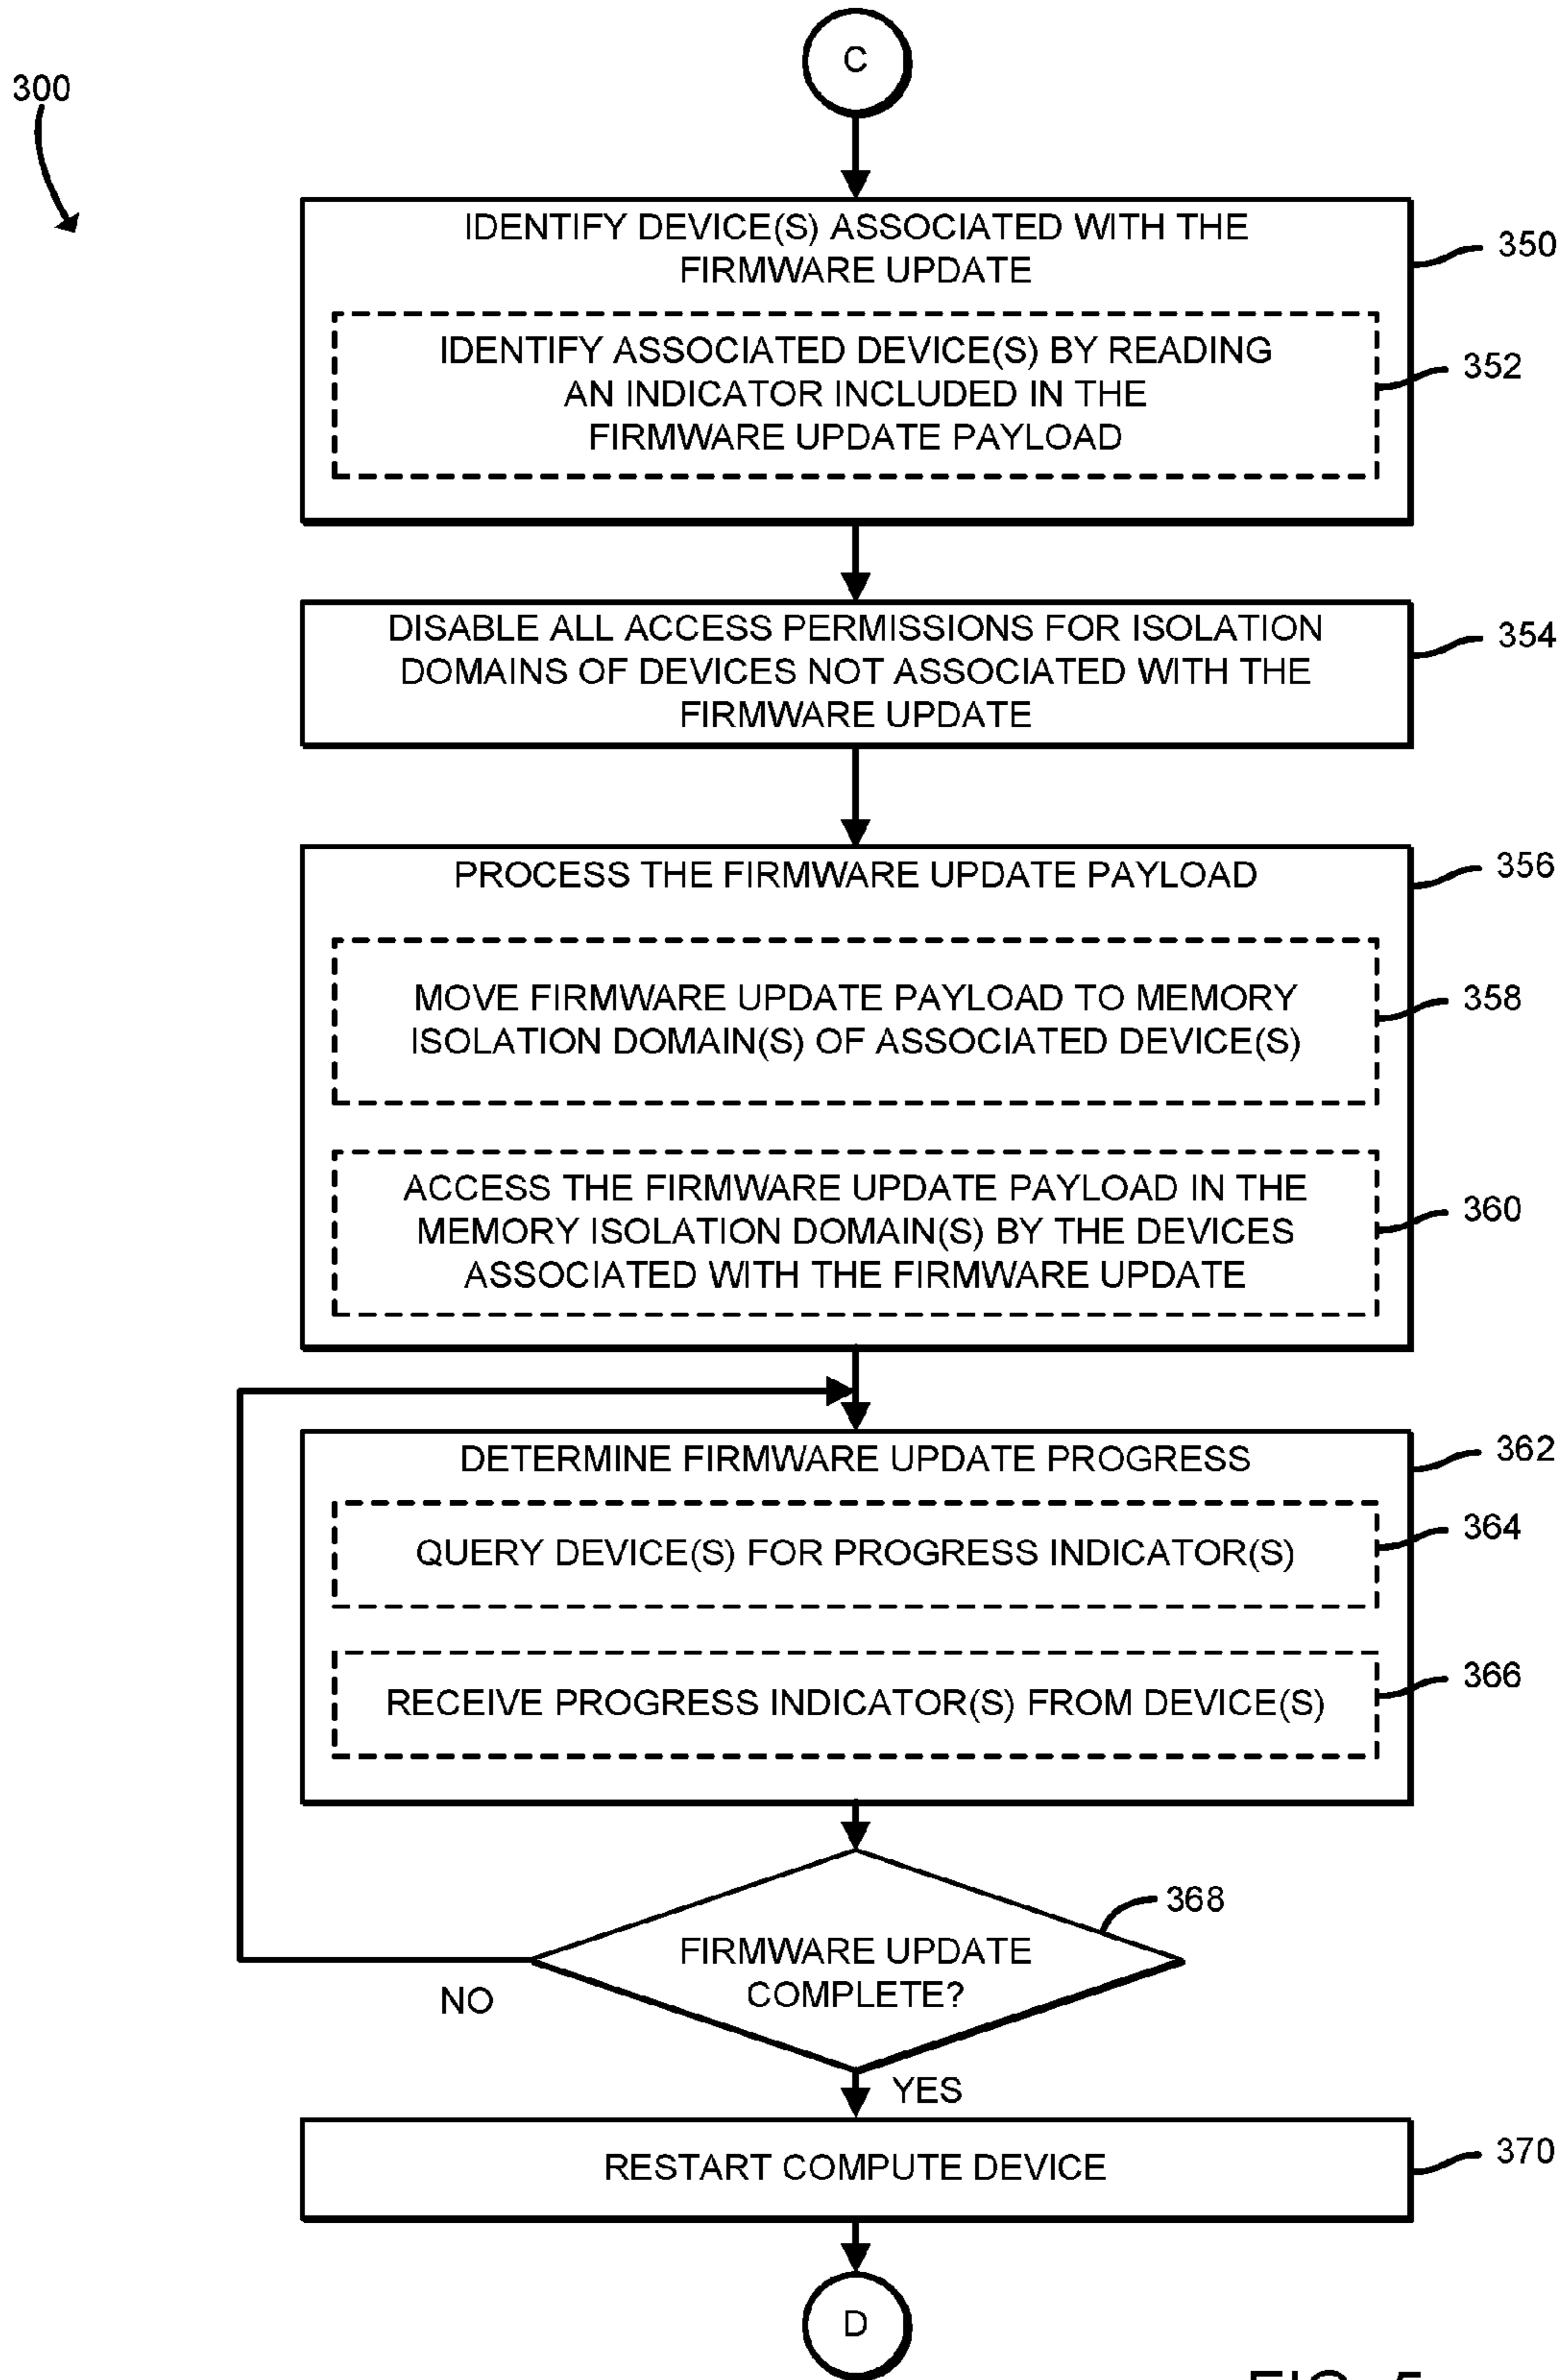 C
300
IDENTIFY DEVICE(S) ASSOCIATED WITH THE
FIRMWARE UPDATE
350
IDENTIFY ASSOCIATED DEVICE(S) BY READING
AN INDICATOR INCLUDED IN THE
FIRMWARE UPDATE PAYLOAD
352
DISABLE ALL ACCESS PERMISSIONS FOR ISOLATION
DOMAINS OF DEVICES NOT ASSOCIATED WITH THE
FIRMWARE UPDATE
354
PROCESS THE FIRMWARE UPDATE PAYLOAD
356
MOVE FIRMWARE UPDATE PAYLOAD TO MEMORY
ISOLATION DOMAIN(S) OF ASSOCIATED DEVICE(S)
358
ACCESS THE FIRMWARE UPDATE PAYLOAD IN THE
MEMORY ISOLATION DOMAIN(S) BY THE DEVICES
ASSOCIATED WITH THE FIRMWARE UPDATE
360
DETERMINE FIRMWARE UPDATE PROGRESS
362
QUERY DEVICE(S) FOR PROGRESS INDICATOR(S)
364
RECEIVE PROGRESS INDICATOR(S) FROM DEVICE(S)
366
368
FIRMWARE UPDATE
COMPLETE?
NO
YES
RESTART COMPUTE DEVICE
370
D